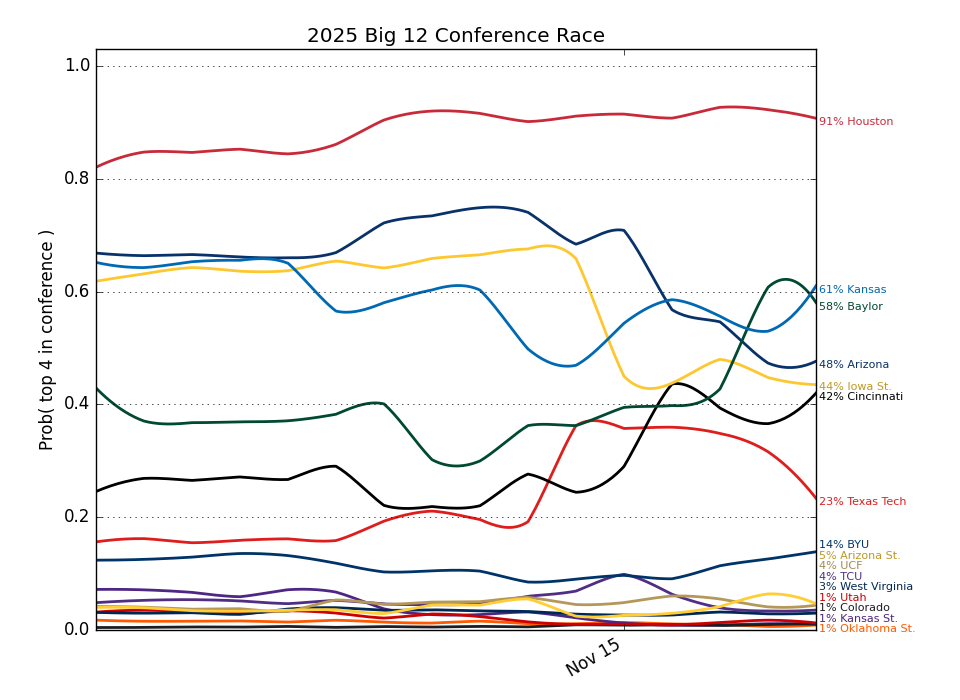 2025 Big 12 Conference Race
Prob( top 4 in conference )
1.0
0.8
0.6
0.4
0.2
0.0
Nov 15
91% Houston
61% Kansas
58% Baylor
48% Arizona
44% Iowa St.
42% Cincinnati
23% Texas Tech
14% BYU
5% Arizona St.
4% UCF
4% TCU
3% West Virginia
1% Utah
1% Colorado
1% Kansas St.
1% Oklahoma St.